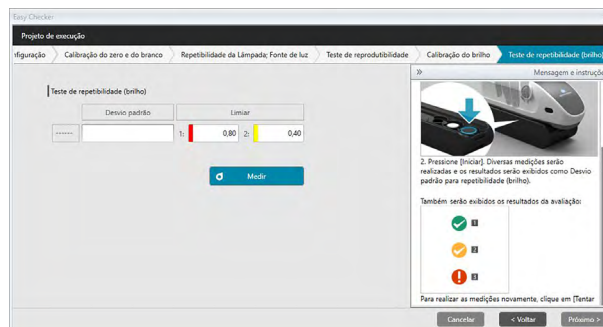 Easy Checker
Projeto de execução
nfiguração
Calibração do zero e do branco
Repetibilidade da Lâmpada; Fonte de luz
Teste de reprodutibilidade
Calibração do brilho
Teste de repetibilidade (brilho)
Teste de repetibilidade (brilho)
Desvio padrão
Limiar
------
1: 0,80 2: 0,40
Medir
Mensagem e instruçõe
2. Pressione [Iniciar]. Diversas medições serão
realizadas e os resultados serão exibidos como Desvio
padrão para repetibilidade (brilho).
Também serão exibidos os resultados da avaliação:
1
2
3
Para realizar as medições novamente, clique em [Tentar
Cancelar
< Voltar
Próximo >